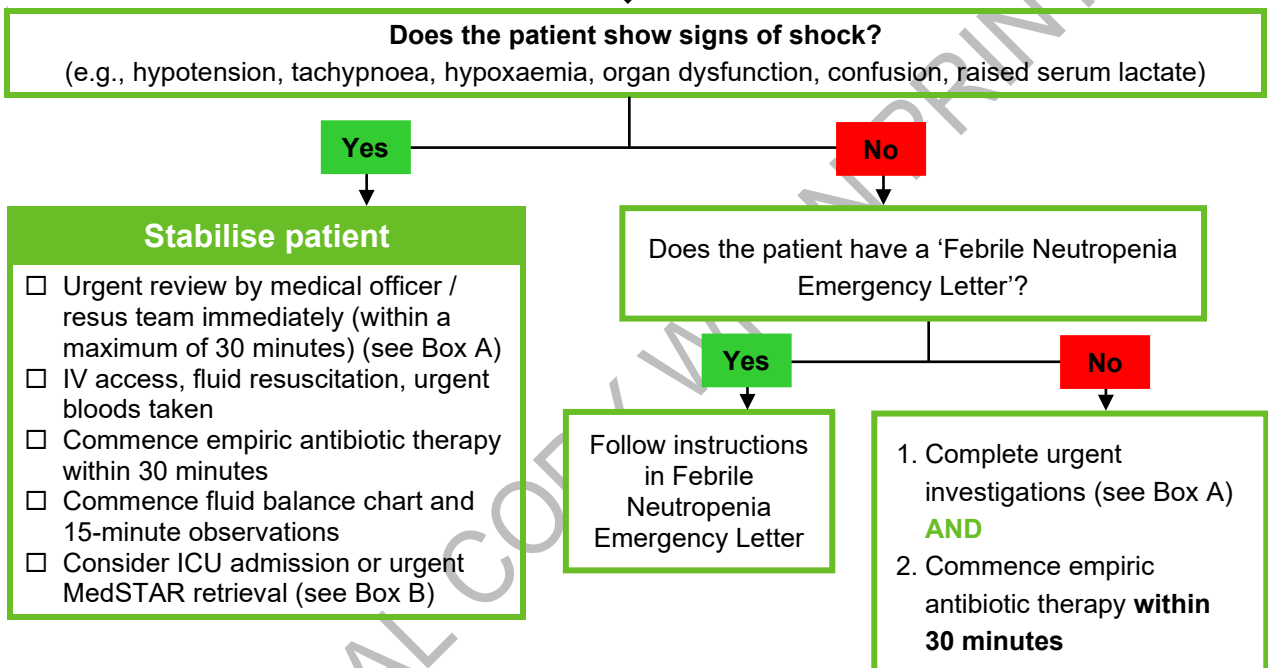 Does the patient show signs of shock?
(e.g., hypotension, tachypnoea, hypoxaemia, organ dysfunction, confusion, raised serum lactate)
Yes
No
Stabilise patient
☐ Urgent review by medical officer /
resus team immediately (within a
maximum of 30 minutes) (see Box A)
☐ IV access, fluid resuscitation, urgent
bloods taken
☐ Commence empiric antibiotic therapy
within 30 minutes
☐ Commence fluid balance chart and
15-minute observations
☐ Consider ICU admission or urgent
MedSTAR retrieval (see Box B)
Does the patient have a ‘Febrile Neutropenia
Emergency Letter’?
Yes
No
Follow instructions
in Febrile
Neutropenia
Emergency Letter
1. Complete urgent
investigations (see Box A)
AND
2. Commence empiric
antibiotic therapy within
30 minutes